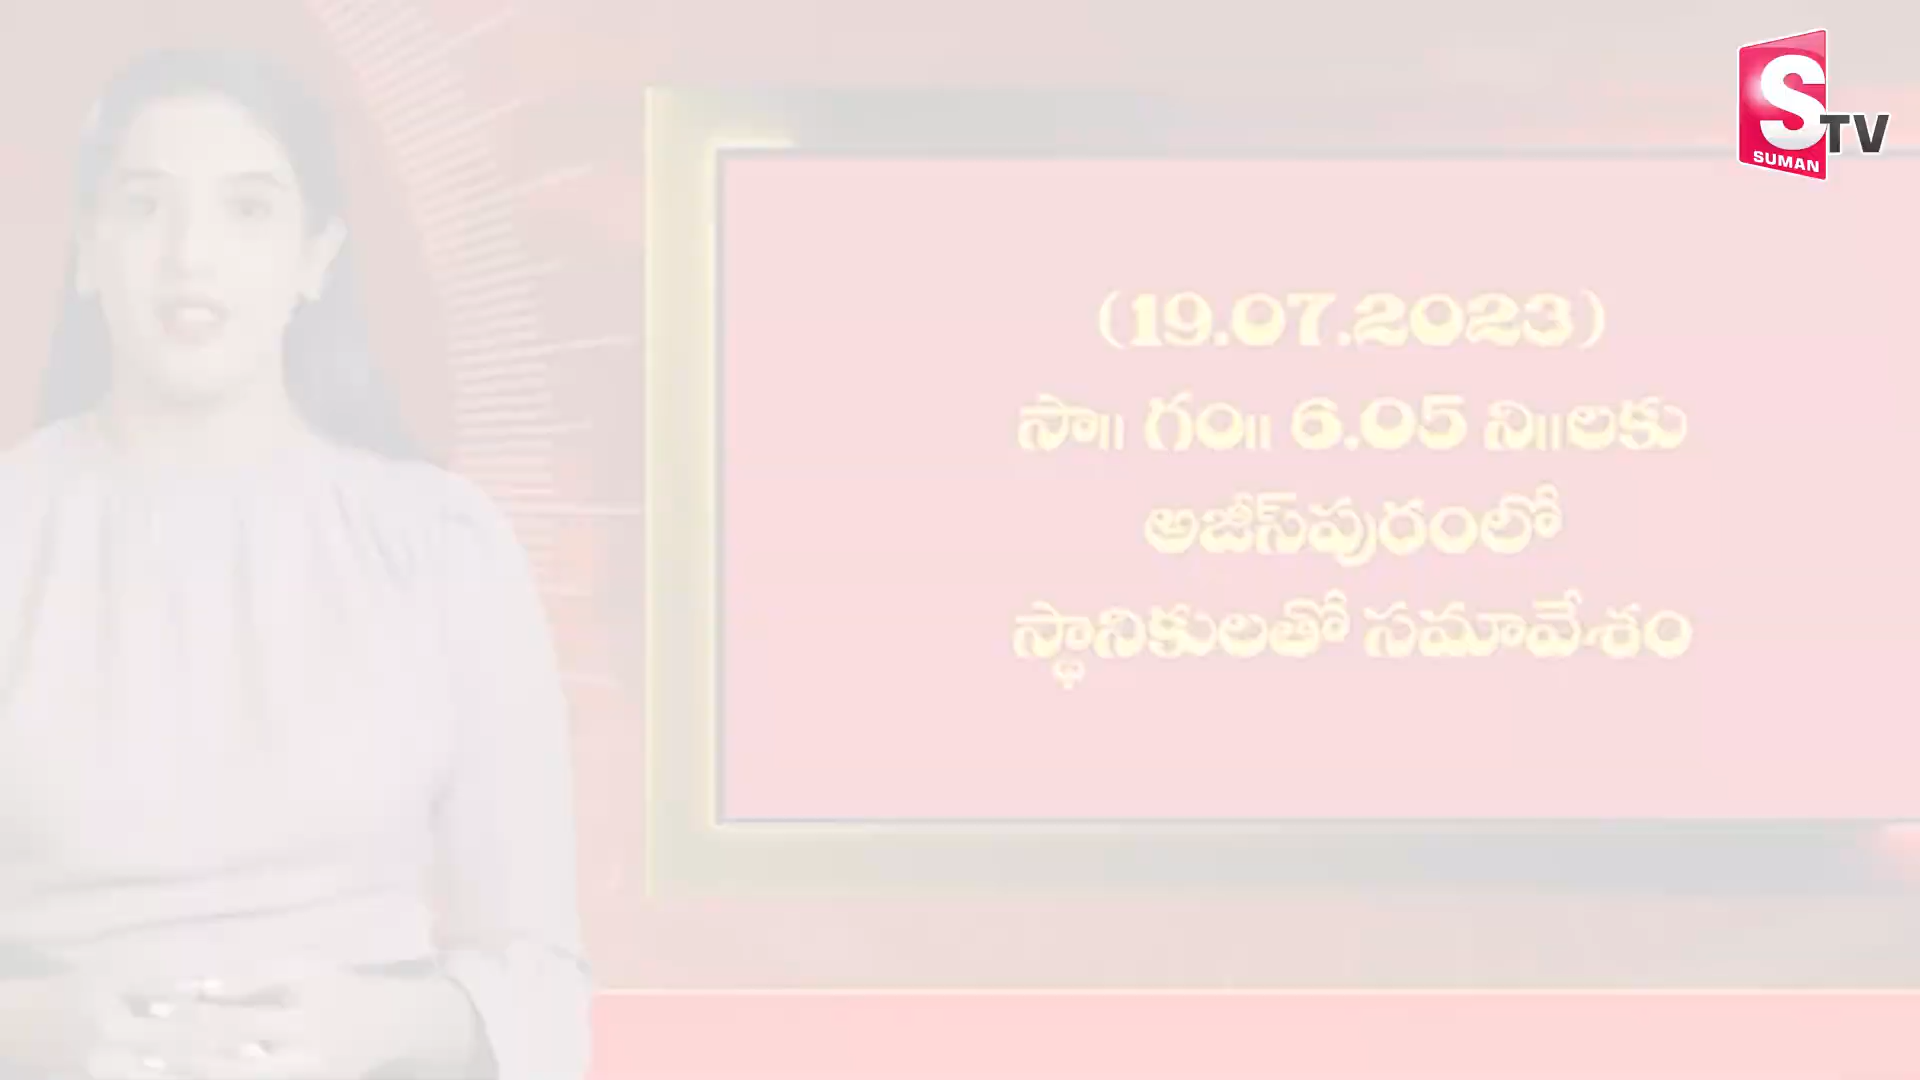 S
TV
SUMAN
(19.07.2023)
సా॥ గం॥ 6.05 ని॥లకు
అజీస్‌పురంలో
స్థానికులతో సమావేశం